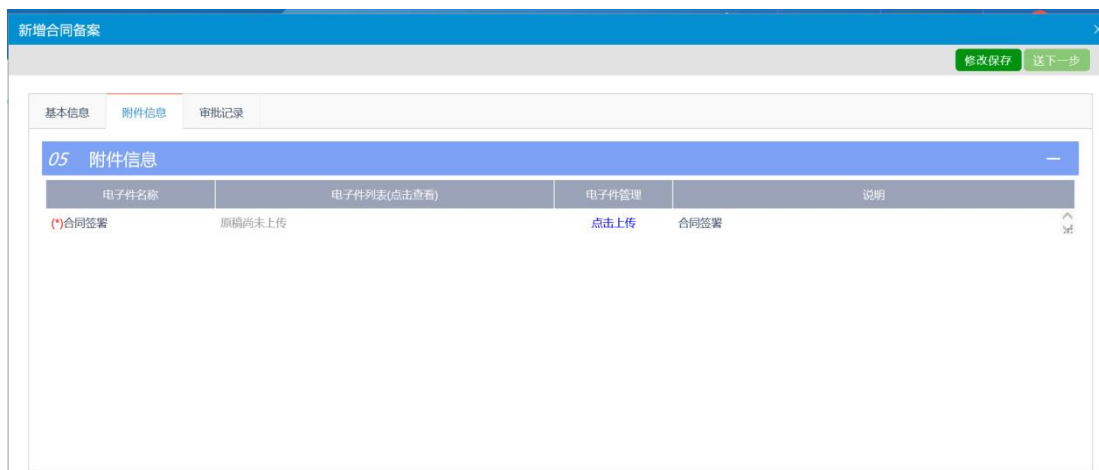 新增合同备案
修改保存 送下一步
基本信息 附件信息 审批记录
05 附件信息
电子件名称 电子件列表(点击查看) 电子件管理 说明
(*)合同签署 原稿尚未上传 点击上传 合同签署